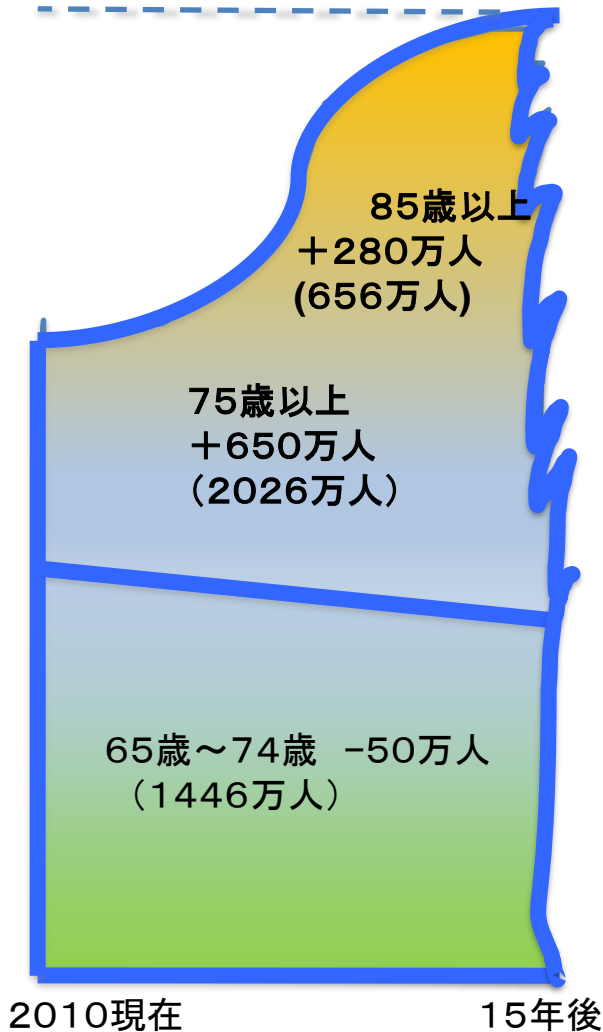 85歳以上
＋280万人
(656万人)
75歳以上
＋650万人
（2026万人）
65歳～74歳　－50万人
（1446万人）
2010現在
15年後